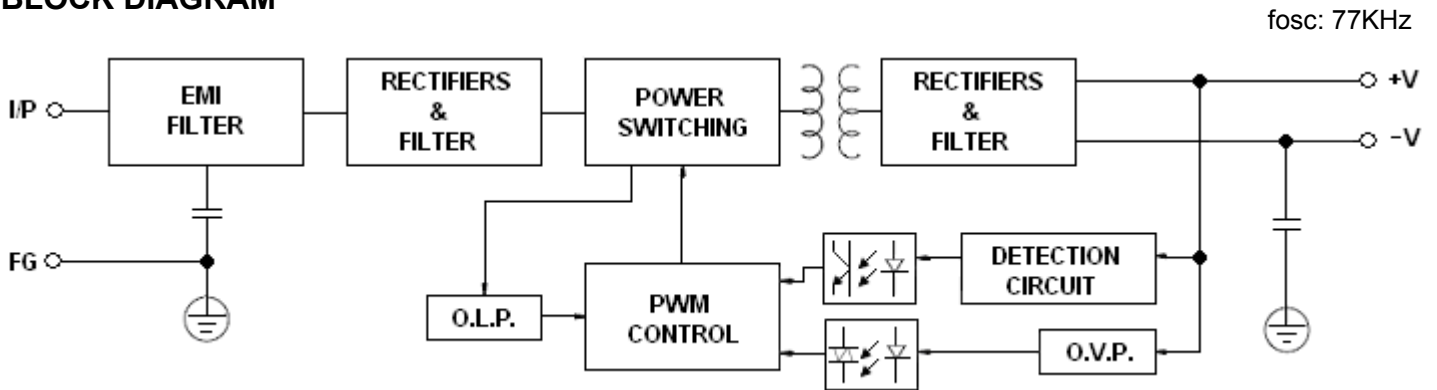 BLOCK DIAGRAM
fosc: 77KHz
I/P
EMI
FILTER
RECTIFIERS
&
FILTER
POWER
SWITCHING
RECTIFIERS
&
FILTER
+V
-V
FG
O.L.P.
PWM
CONTROL
DETECTION
CIRCUIT
O.V.P.